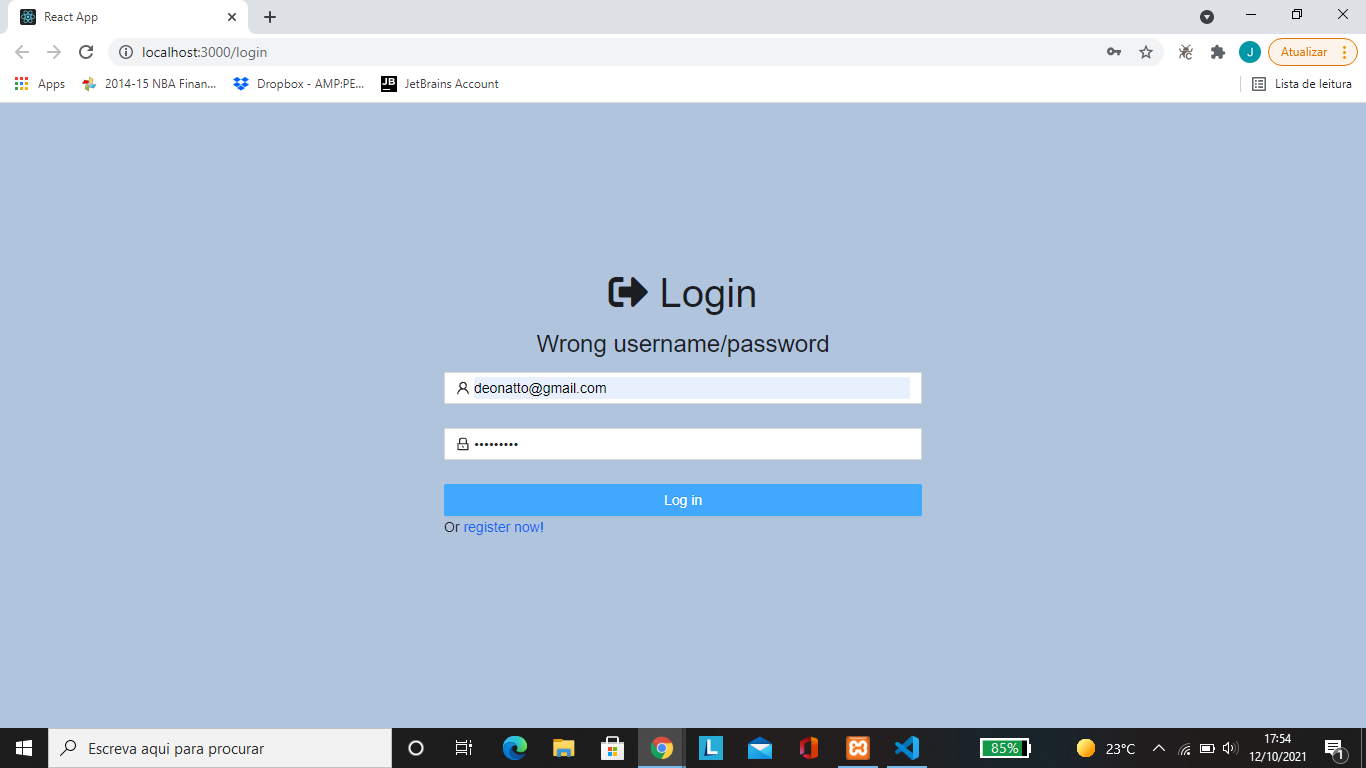 React App
localhost:3000/login
Atualizar
Apps
2014-15 NBA Finan...
Dropbox - AMP:PE...
JB
JetBrains Account
Lista de leitura
J
Login
Wrong username/password
deonatto@gmail.com
•••••••••
Log in
Or register now!
Escreva aqui para procurar
L
85%
23°C
17:54
12/10/2021
1